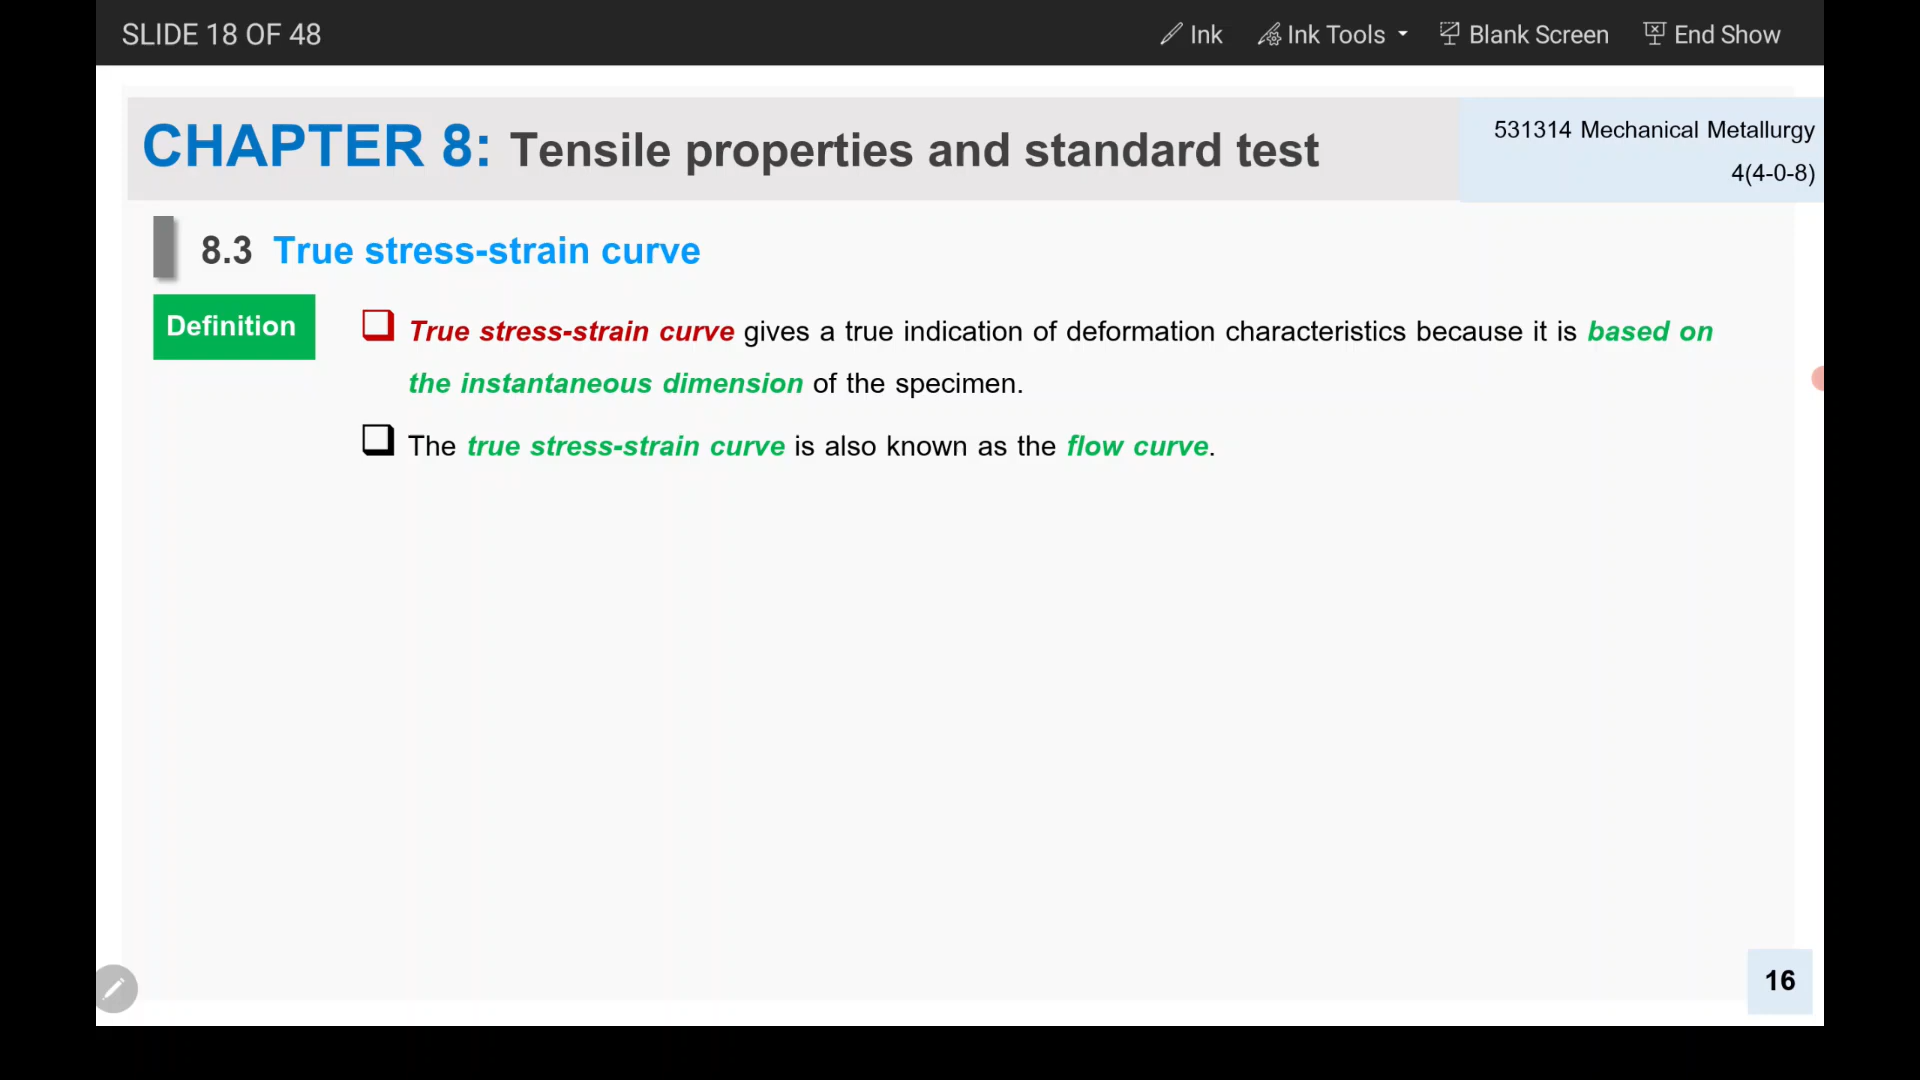 SLIDE 18 OF 48
Ink
Ink Tools
Blank Screen
End Show
CHAPTER 8: Tensile properties and standard test
531314 Mechanical Metallurgy
4(4-0-8)
8.3 True stress-strain curve
Definition
True stress-strain curve gives a true indication of deformation characteristics because it is based on
the instantaneous dimension of the specimen.
The true stress-strain curve is also known as the flow curve.
16